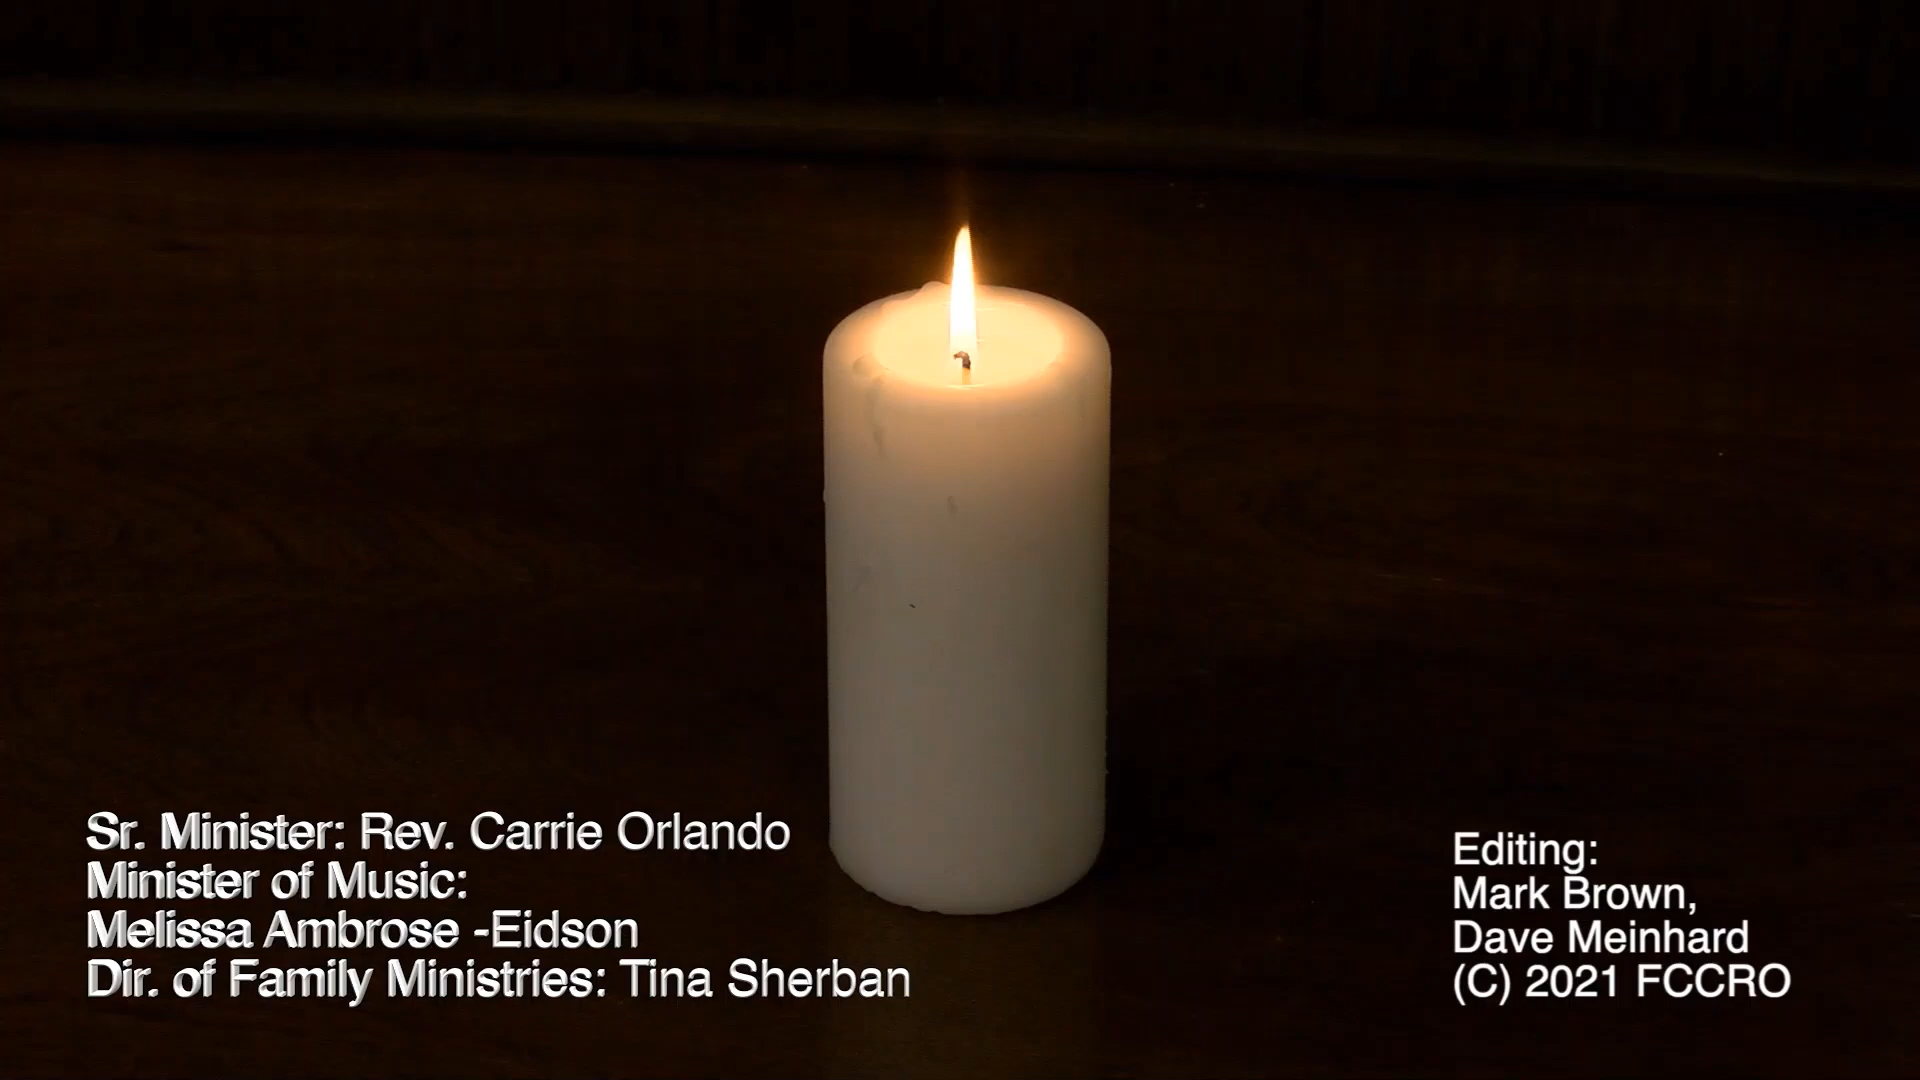 Sr. Minister: Rev. Carrie Orlando
Minister of Music:
Melissa Ambrose -Eidson
Dir. of Family Ministries: Tina Sherban
Editing:
Mark Brown,
Dave Meinhard
(C) 2021 FCCRO